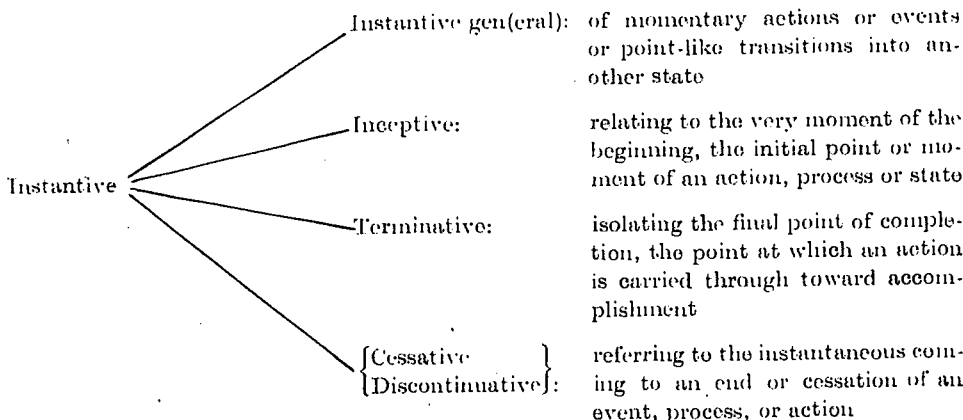 Instantive gen(eral): of momentary actions or events
or point-like transitions into an-
other state
Inceptive: relating to the very moment of the
beginning, the initial point or mo-
ment of an action, process or state
Instantive
Terminative: isolating the final point of comple-
tion, the point at which an action
is carried through toward accom-
plishment
{Cessative } referring to the instantaneous com-
{Discontinuative}: ing to an end or cessation of an
event, process, or action